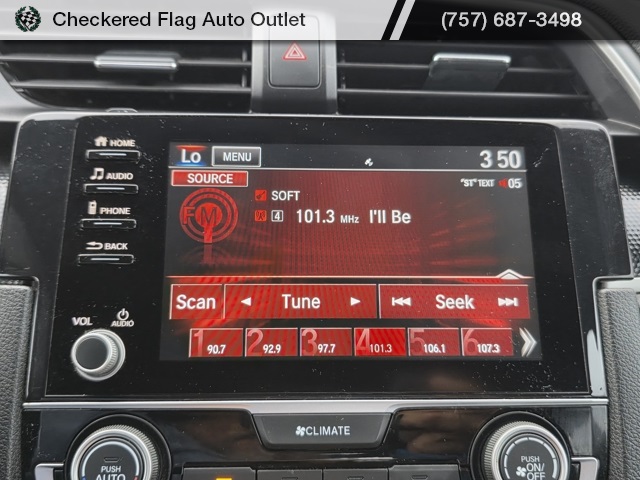 Checkered Flag Auto Outlet
(757) 687-3498
HOME
AUDIO
PHONE
BACK
VOL
AUDIO
Lo MENU 3 50
SOURCE "ST" TEXT 05
SOFT
FM
4 101.3 MHz I'll Be
Scan Tune Seek
1 90.7 2 92.9 3 97.7 4 101.3 5 106.1 6 107.3
CLIMATE
PUSH
AUTO
PUSH
ON/
OFF